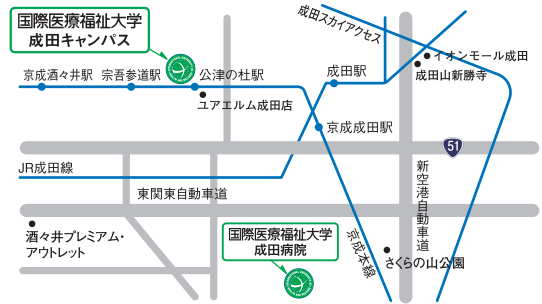 国際医療福祉大学
成田キャンパス
成田スカイアクセス
イオンモール成田
成田山新勝寺
京成酒々井駅
宗吾参道駅
公津の杜駅
成田駅
ユアエルム成田店
京成成田駅
51
JR成田線
新空港自動車道
東関東自動車道
酒々井プレミアム・
アウトレット
国際医療福祉大学
成田病院
京成本線
さくらの山公園